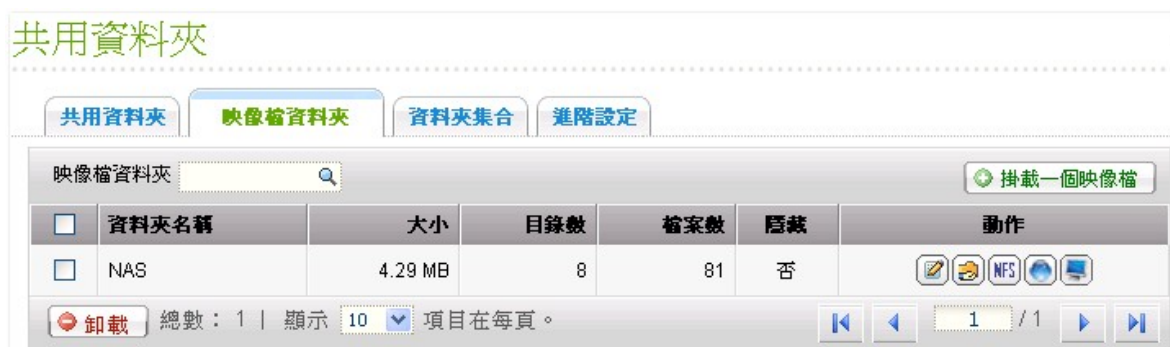 共用資料夾
共用資料夾 映像檔資料夾 資料夾集合 進階設定
映像檔資料夾 掛載一個映像檔
資料夾名稱 大小 目錄數 檔案數 隱藏 動作
NAS 4.29 MB 8 81 否 NFS
卸載 總數： 1 | 顯示 10 項目在每頁。 1 / 1